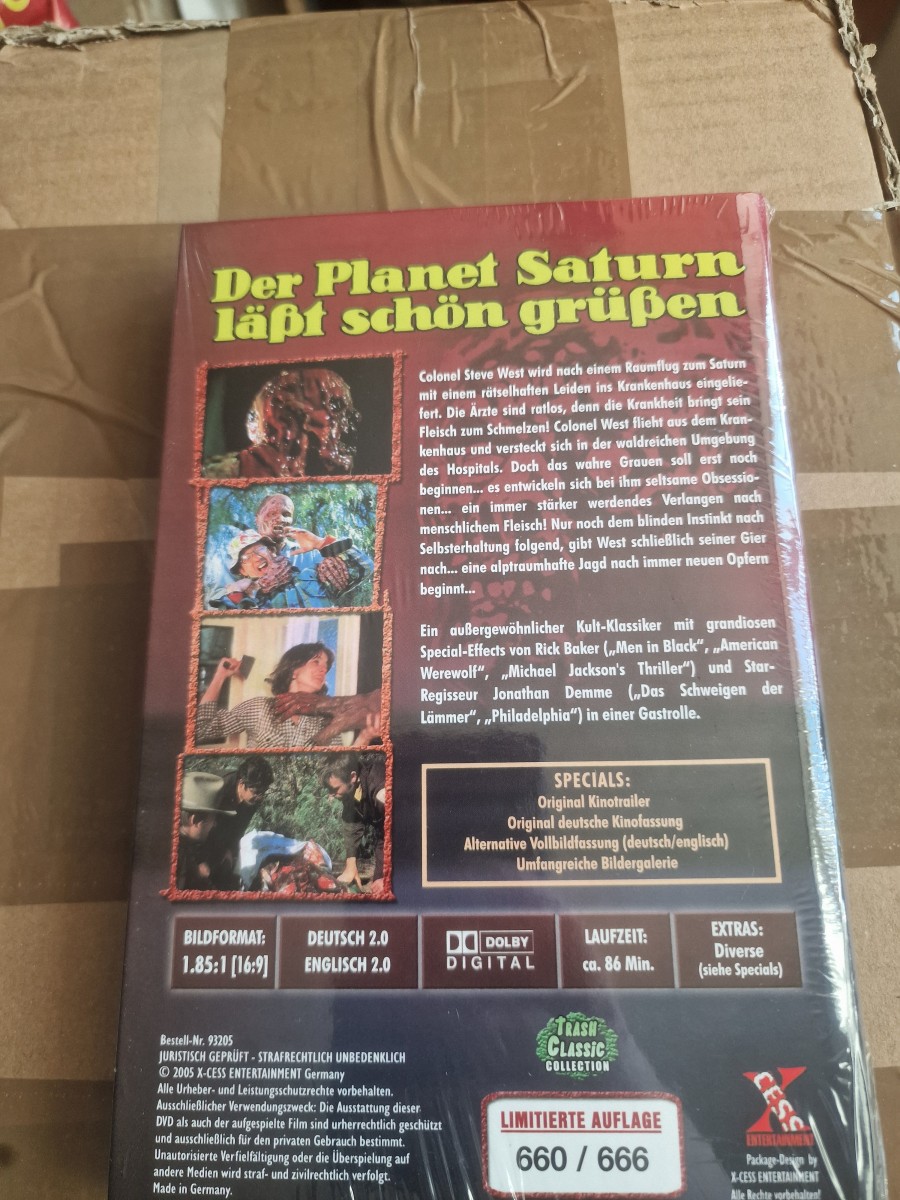 Der Planet Saturn
läßt schön grüßen
Colonel Steve West wird nach einem Raumflug zum Saturn
mit einem rätselhaften Leiden ins Krankenhaus eingelie-
fert. Die Ärzte sind ratlos, denn die Krankheit bringt sein
Fleisch zum Schmelzen! Colonel West flieht aus dem Kran-
kenhaus und versteckt sich in der waldreichen Umgebung
des Hospitals. Doch das wahre Grauen soll erst noch
beginnen... es entwickeln sich bei ihm seltsame Obsessio-
nen... ein immer stärker werdendes Verlangen nach
menschlichem Fleisch! Nur noch dem blinden Instinkt nach
Selbsterhaltung folgend, gibt West schließlich seiner Gier
nach... eine alptraumhafte Jagd nach immer neuen Opfern
beginnt...
Ein außergewöhnlicher Kult-Klassiker mit grandiosen
Special-Effects von Rick Baker („Men in Black“, „American
Werewolf“, „Michael Jackson's Thriller“) und Star-
Regisseur Jonathan Demme („Das Schweigen der
Lämmer“, „Philadelphia“) in einer Gastrolle.
SPECIALS:
Original Kinotrailer
Original deutsche Kinofassung
Alternative Vollbildfassung (deutsch/englisch)
Umfangreiche Bildergalerie
BILDFORMAT:
1.85:1 [16:9]
DEUTSCH 2.0
ENGLISCH 2.0
DOLBY
DIGITAL
LAUFZEIT:
ca. 86 Min.
EXTRAS:
Diverse
(siehe Specials)
Bestell-Nr. 93205
JURISTISCH GEPRÜFT - STRAFRECHTLICH UNBEDENKLICH
© 2005 X-CESS ENTERTAINMENT Germany
Alle Urheber- und Leistungsschutzrechte vorbehalten.
Ausschließlicher Verwendungszweck: Die Ausstattung dieser
DVD als auch der aufgespielte Film sind urherrechtlich geschützt
und ausschließlich für den privaten Gebrauch bestimmt.
Unautorisierte Verfielfältigung oder die Überspielung auf
andere Medien wird straf- und zivilrechtlich verfolgt.
Made in Germany.
TRASH
CLASSIC
COLLECTION
LIMITIERTE AUFLAGE
660 / 666
X-CESS
ENTERTAINMENT
Package-Design by
X-CESS ENTERTAINMENT
Alle Rechte vorbehalten!